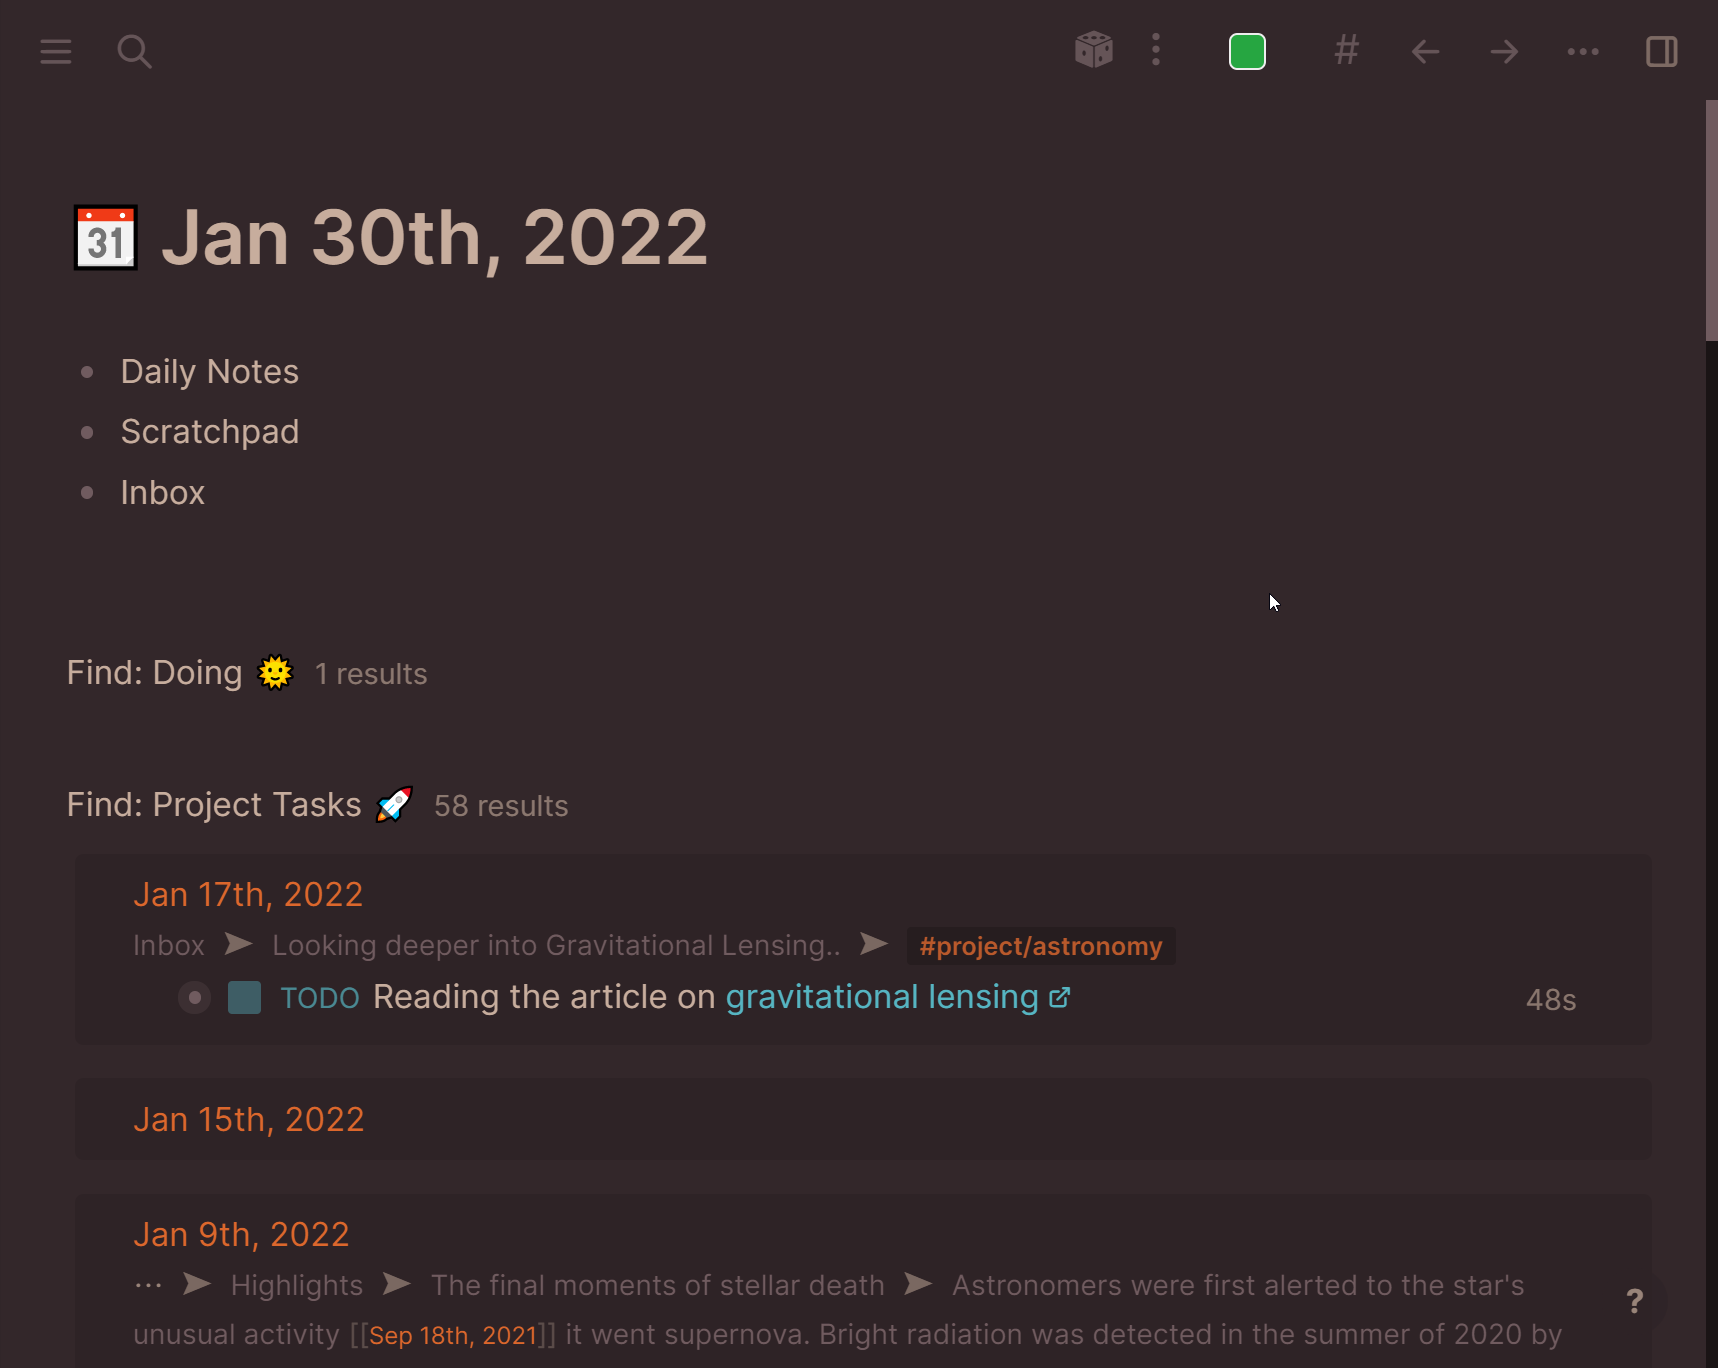 #
31 Jan 30th, 2022
Daily Notes
Scratchpad
Inbox
Find: Doing 🌞 1 results
Find: Project Tasks 🚀 58 results
Jan 17th, 2022
Inbox ➤ Looking deeper into Gravitational Lensing.. ➤ #project/astronomy
TODO Reading the article on gravitational lensing 48s
Jan 15th, 2022
Jan 9th, 2022
... ➤ Highlights ➤ The final moments of stellar death ➤ Astronomers were first alerted to the star's
unusual activity [[Sep 18th, 2021]] it went supernova. Bright radiation was detected in the summer of 2020 by
?